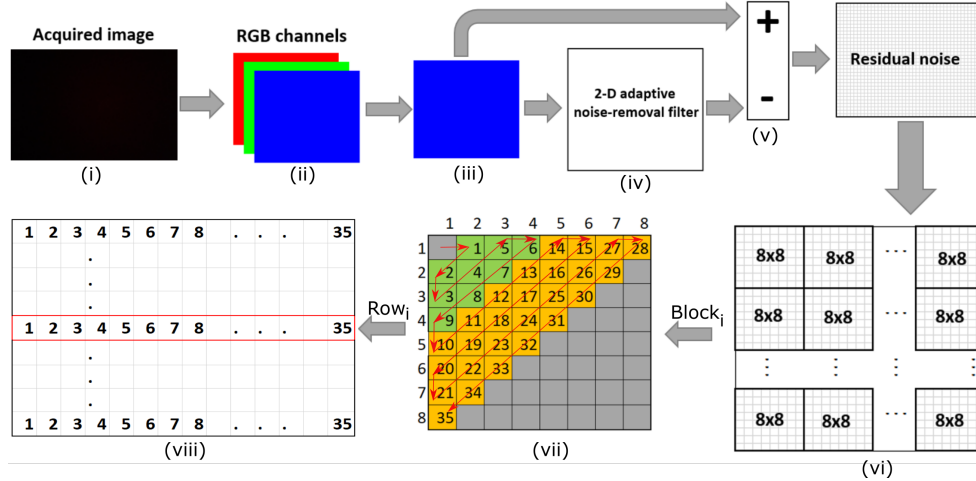 Acquired image
RGB channels
2-D adaptive
noise-removal filter
+
-
Residual noise
(i)
(ii)
(iii)
(iv)
(v)
1 2 3 4 5 6 7 8 . . . 35
.
.
.
1 2 3 4 5 6 7 8 . . . 35
.
.
.
1 2 3 4 5 6 7 8 . . . 35
(viii)
Rowi
1 2 3 4 5 6 7 8
1 1 5 6 14 15 27 28
2 2 4 7 13 16 26 29
3 3 8 12 17 25 30
4 9 11 18 24 31
5 10 19 23 32
6 20 22 33
7 21 34
8 35
(vii)
Blocki
8x8 8x8 ... 8x8
8x8 8x8 ... 8x8
⋮ ⋮ ... ⋮
8x8 8x8 ... 8x8
(vi)